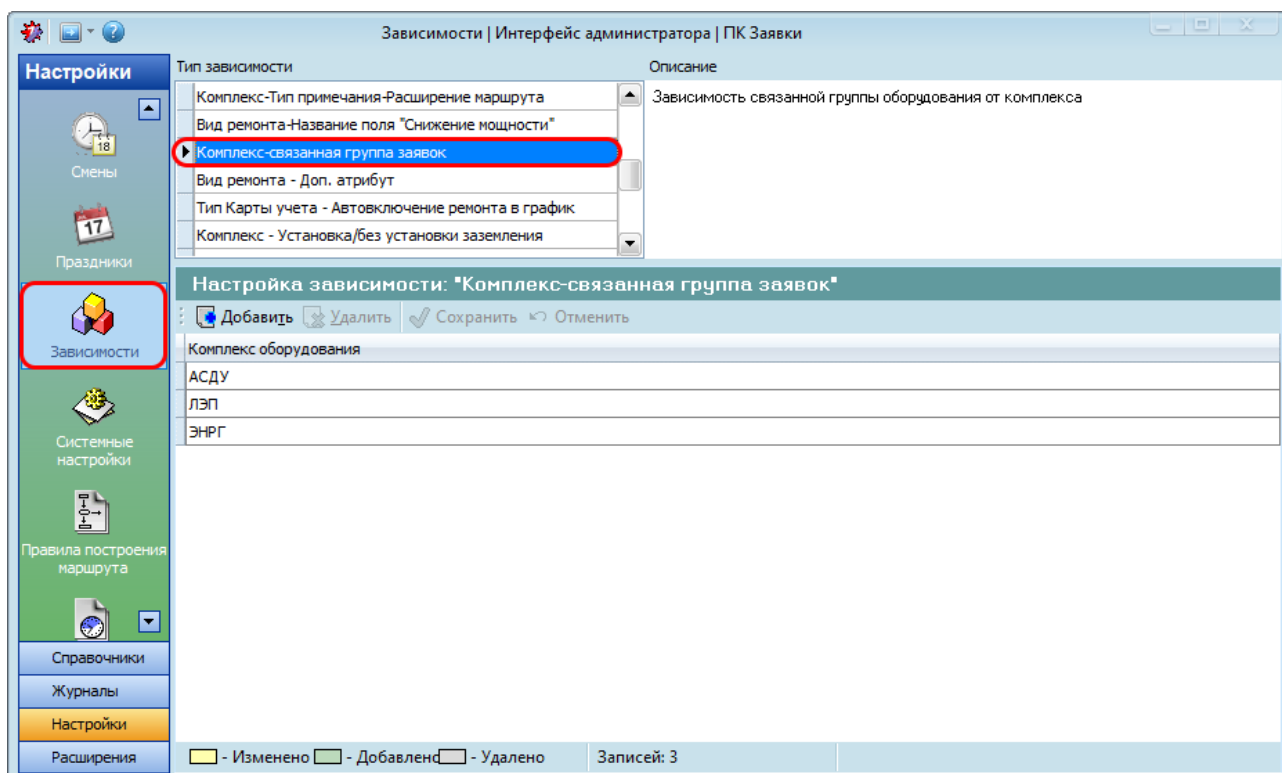 Зависимости | Интерфейс администратора | ПК Заявки
Настройки
18
Смены
17
Праздники
Зависимости
Системные
настройки
Правила построения
маршрута
Справочники
Журналы
Настройки
Расширения
Тип зависимости
Комплекс-Тип примечания-Расширение маршрута
Вид ремонта-Название поля "Снижение мощности"
Комплекс-связанная группа заявок
Вид ремонта - Доп. атрибут
Тип Карты учета - Автовключение ремонта в график
Комплекс - Установка/без установки заземления
Описание
Зависимость связанной группы оборудования от комплекса
Настройка зависимости: "Комплекс-связанная группа заявок"
Добавить Удалить Сохранить Отменить
Комплекс оборудования
АСДУ
ЛЭП
ЭНРГ
- Изменено - Добавлено - Удалено Записей: 3